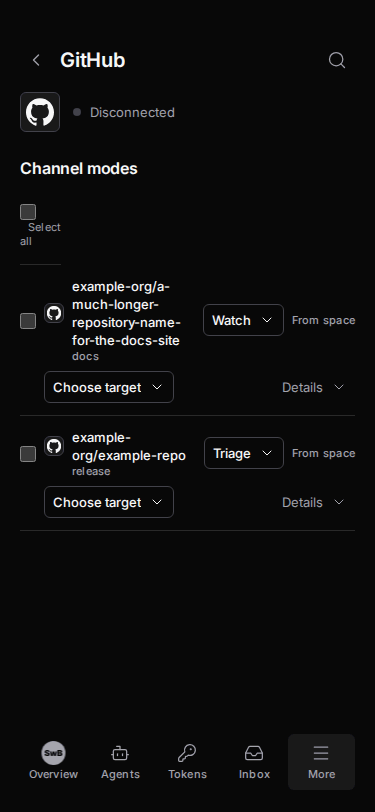 GitHub
Disconnected
Channel modes
Select
all
example-org/a-
much-longer-
repository-name-
for-the-docs-site
docs
Watch
From space
Choose target
Details
example-
org/example-repo
release
Triage
From space
Choose target
Details
SwB
Overview
Agents
Tokens
Inbox
More